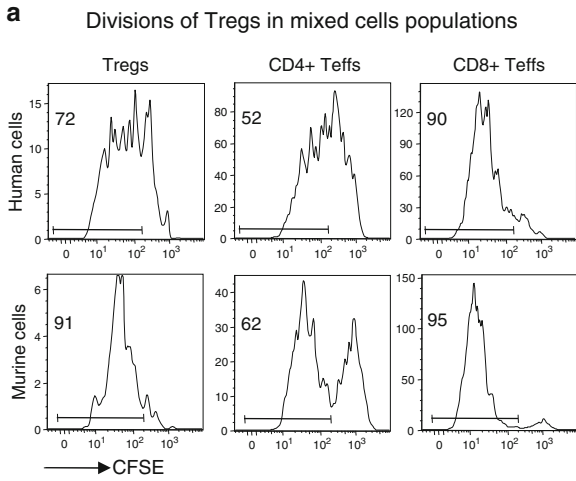 a
Divisions of Tregs in mixed cells populations
Tregs CD4+ Teffs CD8+ Teffs
Human cells
15
10
5
0
72
0 10¹ 10² 10³
80
60
40
20
0
52
0 10¹ 10² 10³
120
90
60
30
0
90
0 10¹ 10² 10³
Murine cells
6
4
2
0
91
0 10¹ 10² 10³
40
30
20
10
0
62
0 10¹ 10² 10³
150
100
50
0
95
0 10¹ 10² 10³
CFSE